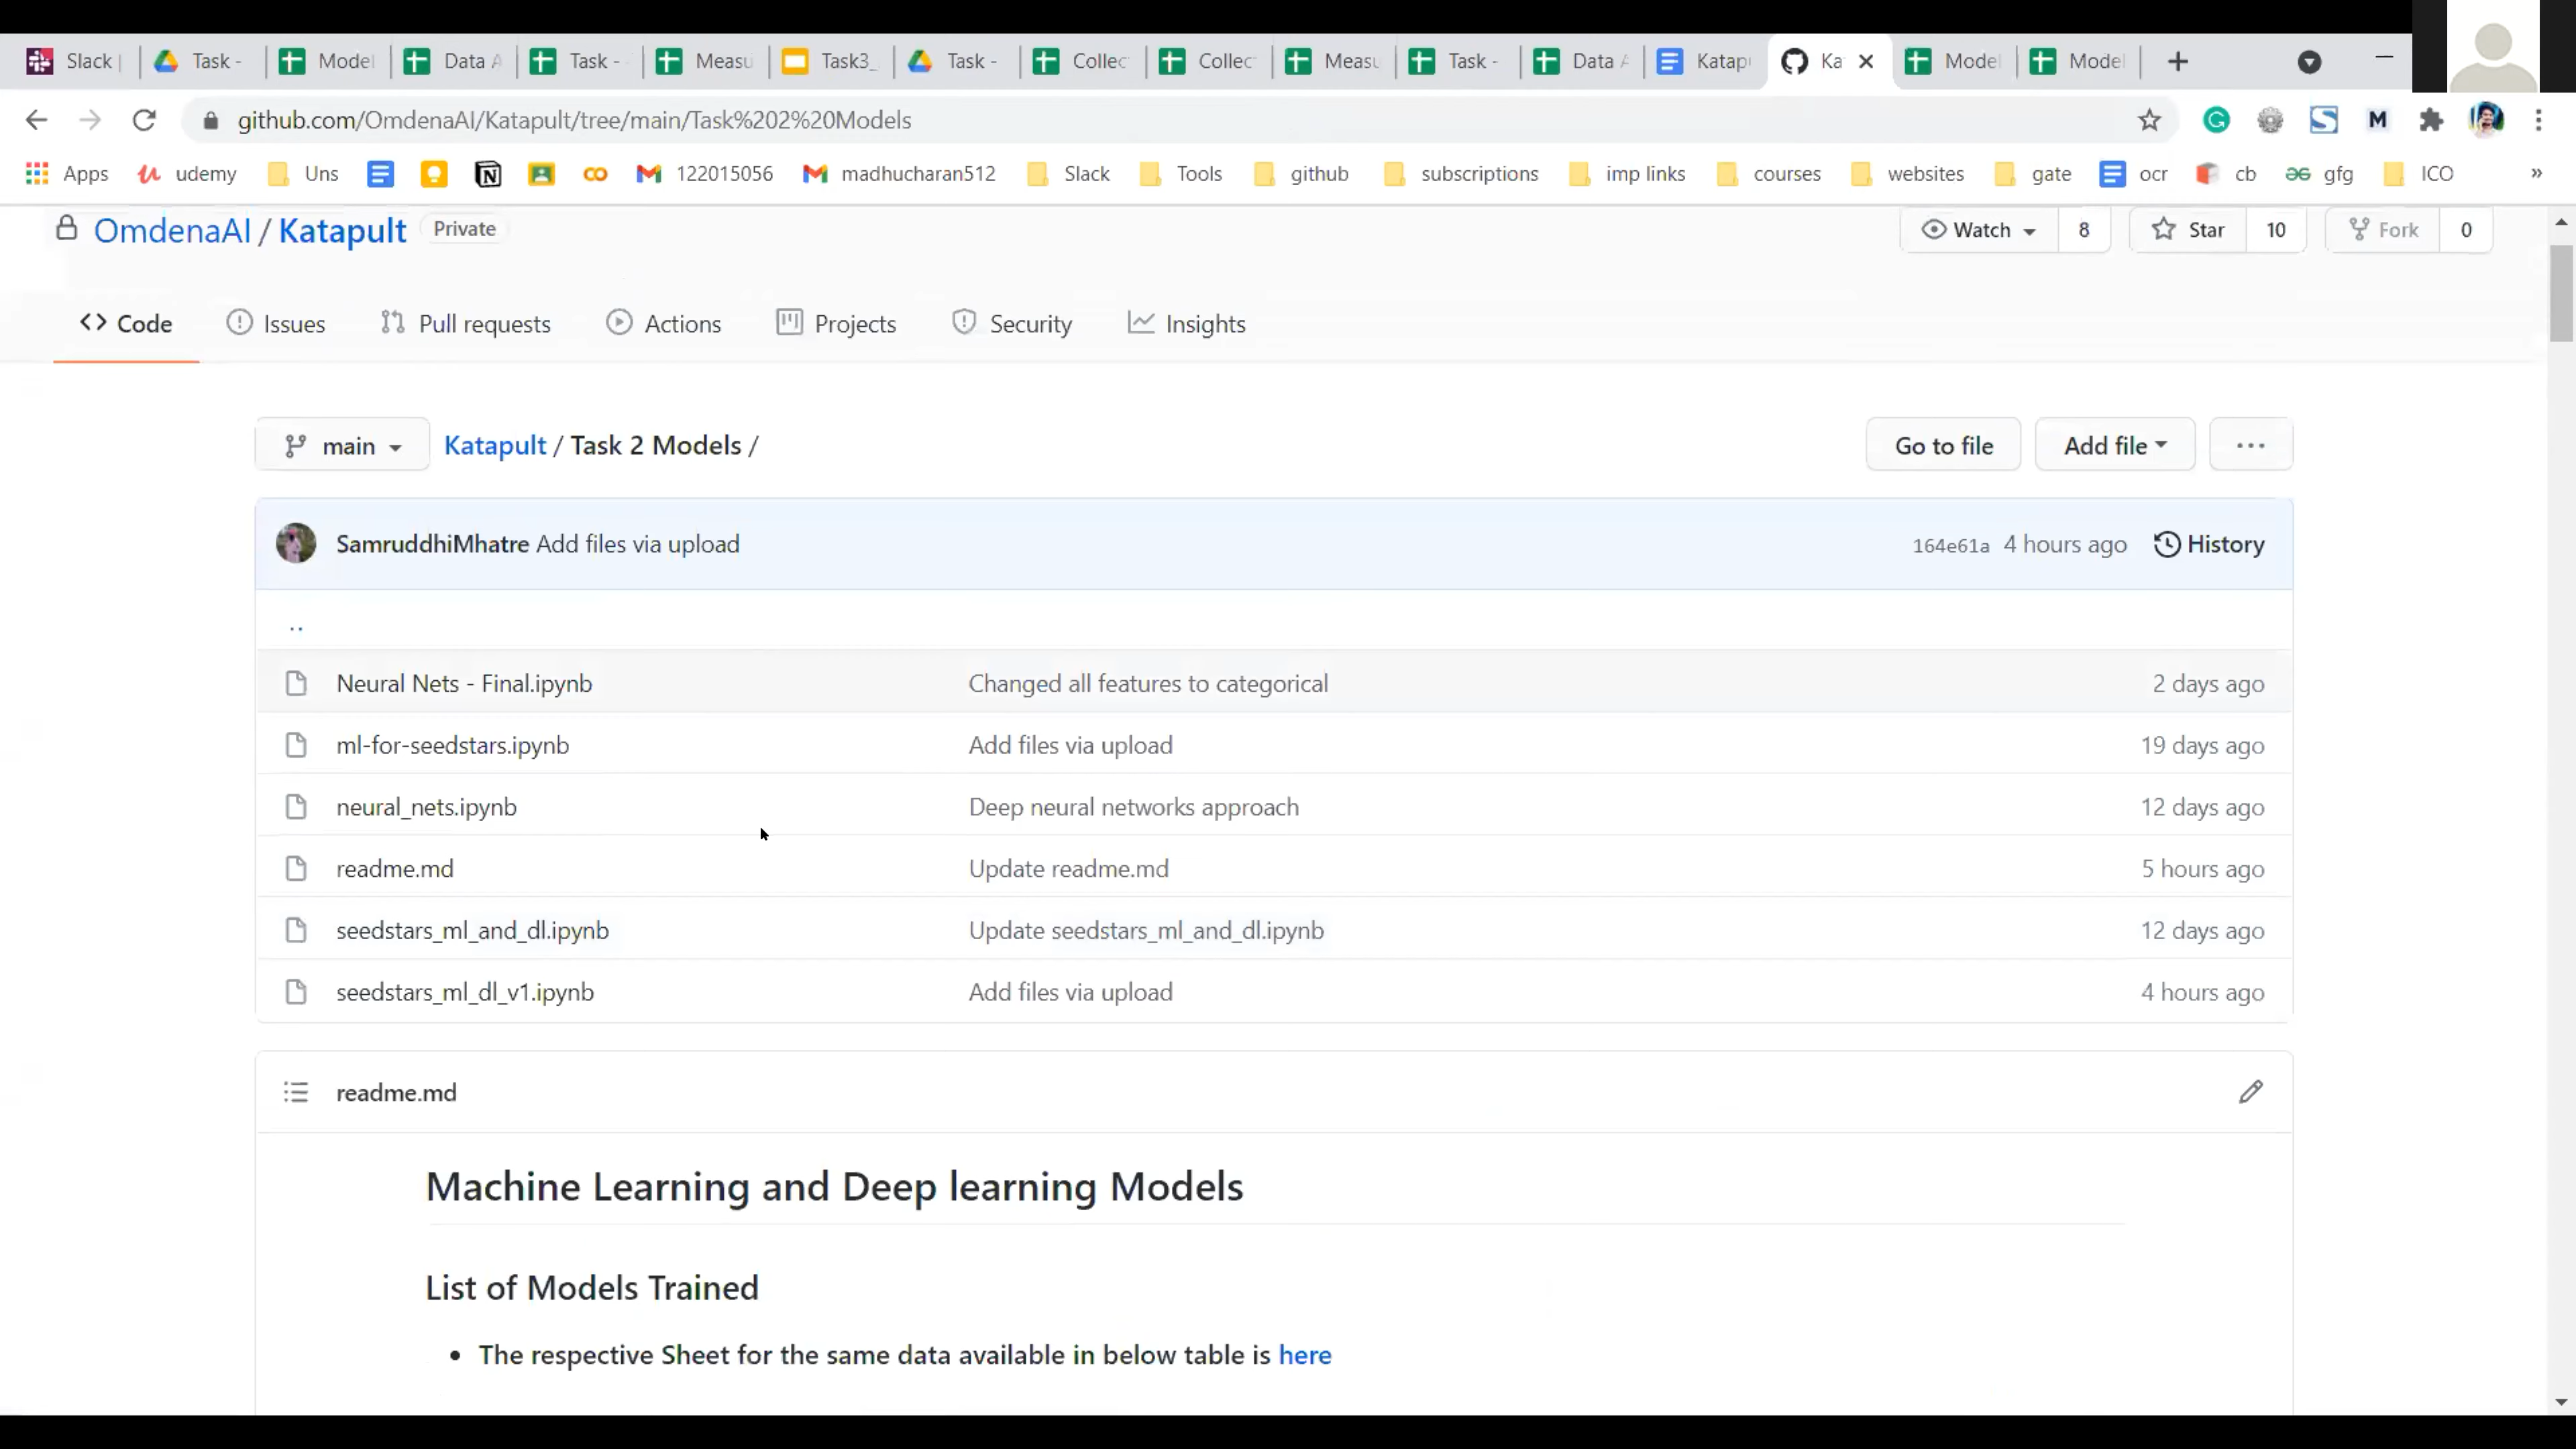 Slack Task - Model Data A Task - Measu Task3_ Task - Collec Collec Measu Task - Data A Katap Ka Model Model
github.com/OmdenaAI/Katapult/tree/main/Task%202%20Models
Apps udemy Uns 122015056 madhucharan512 Slack Tools github subscriptions imp links courses websites gate ocr cb gfg ICO »
OmdenaAI / Katapult Private Watch 8 Star 10 Fork 0
Code Issues Pull requests Actions Projects Security Insights
main Katapult / Task 2 Models / Go to file Add file ...
SamruddhiMhatre Add files via upload 164e61a 4 hours ago History
..
Neural Nets - Final.ipynb Changed all features to categorical 2 days ago
ml-for-seedstars.ipynb Add files via upload 19 days ago
neural_nets.ipynb Deep neural networks approach 12 days ago
readme.md Update readme.md 5 hours ago
seedstars_ml_and_dl.ipynb Update seedstars_ml_and_dl.ipynb 12 days ago
seedstars_ml_dl_v1.ipynb Add files via upload 4 hours ago
readme.md
Machine Learning and Deep learning Models
List of Models Trained
• The respective Sheet for the same data available in below table is here